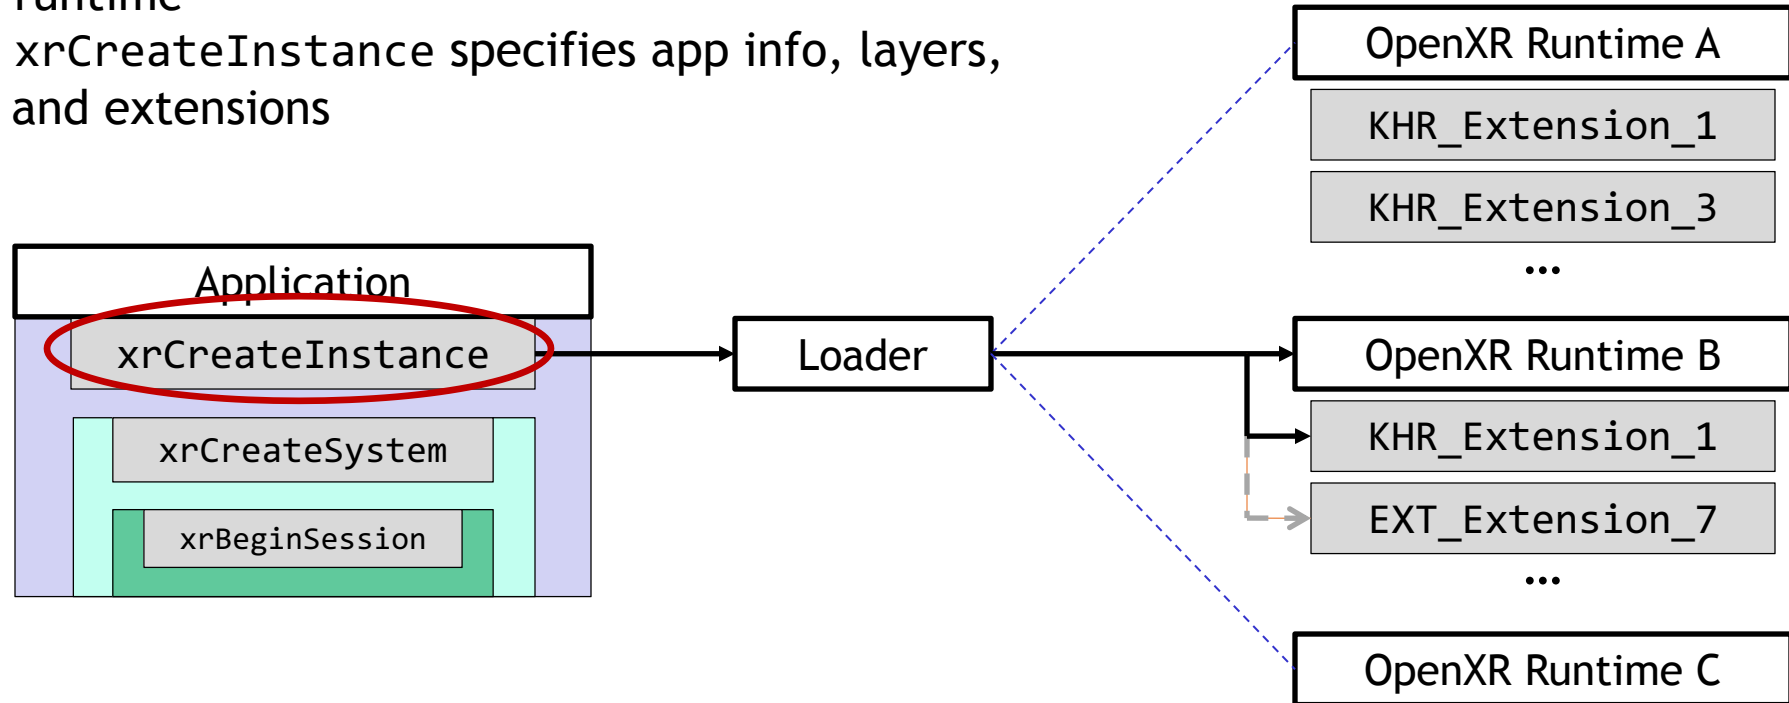 runtime
xrCreateInstance specifies app info, layers,
and extensions
Application
xrCreateInstance
xrCreateSystem
xrBeginSession
Loader
OpenXR Runtime A
KHR_Extension_1
KHR_Extension_3
...
OpenXR Runtime B
KHR_Extension_1
EXT_Extension_7
...
OpenXR Runtime C